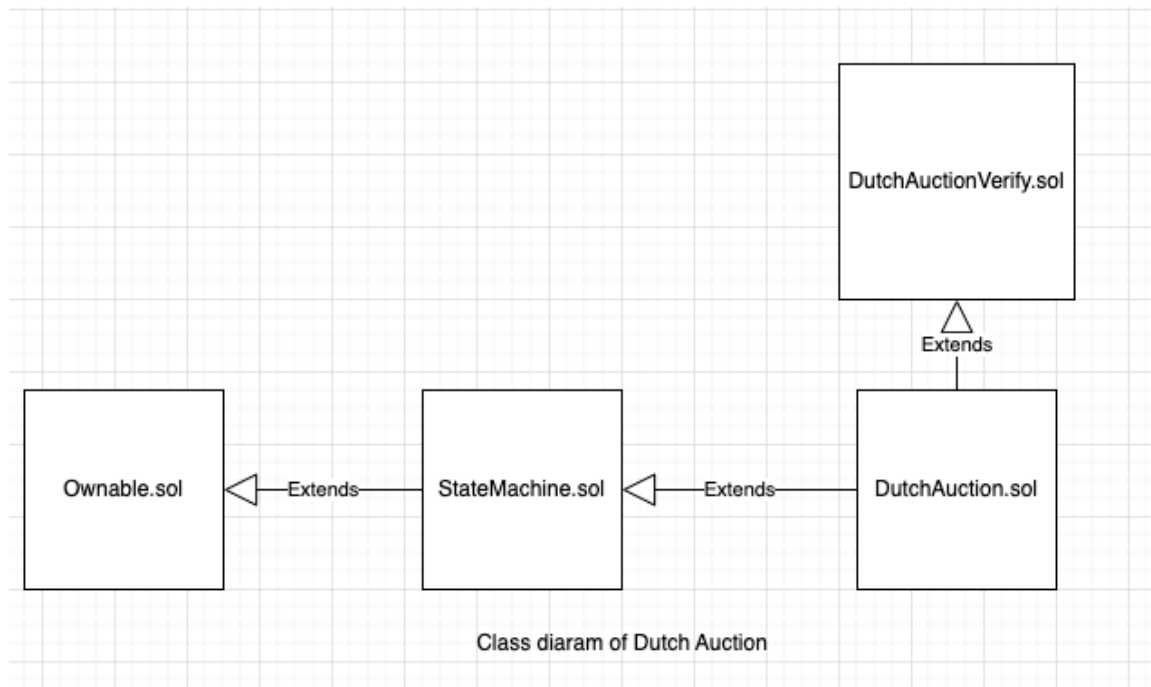 DutchAuctionVerify.sol
Extends
Ownable.sol
Extends
StateMachine.sol
Extends
DutchAuction.sol
Class diaram of Dutch Auction